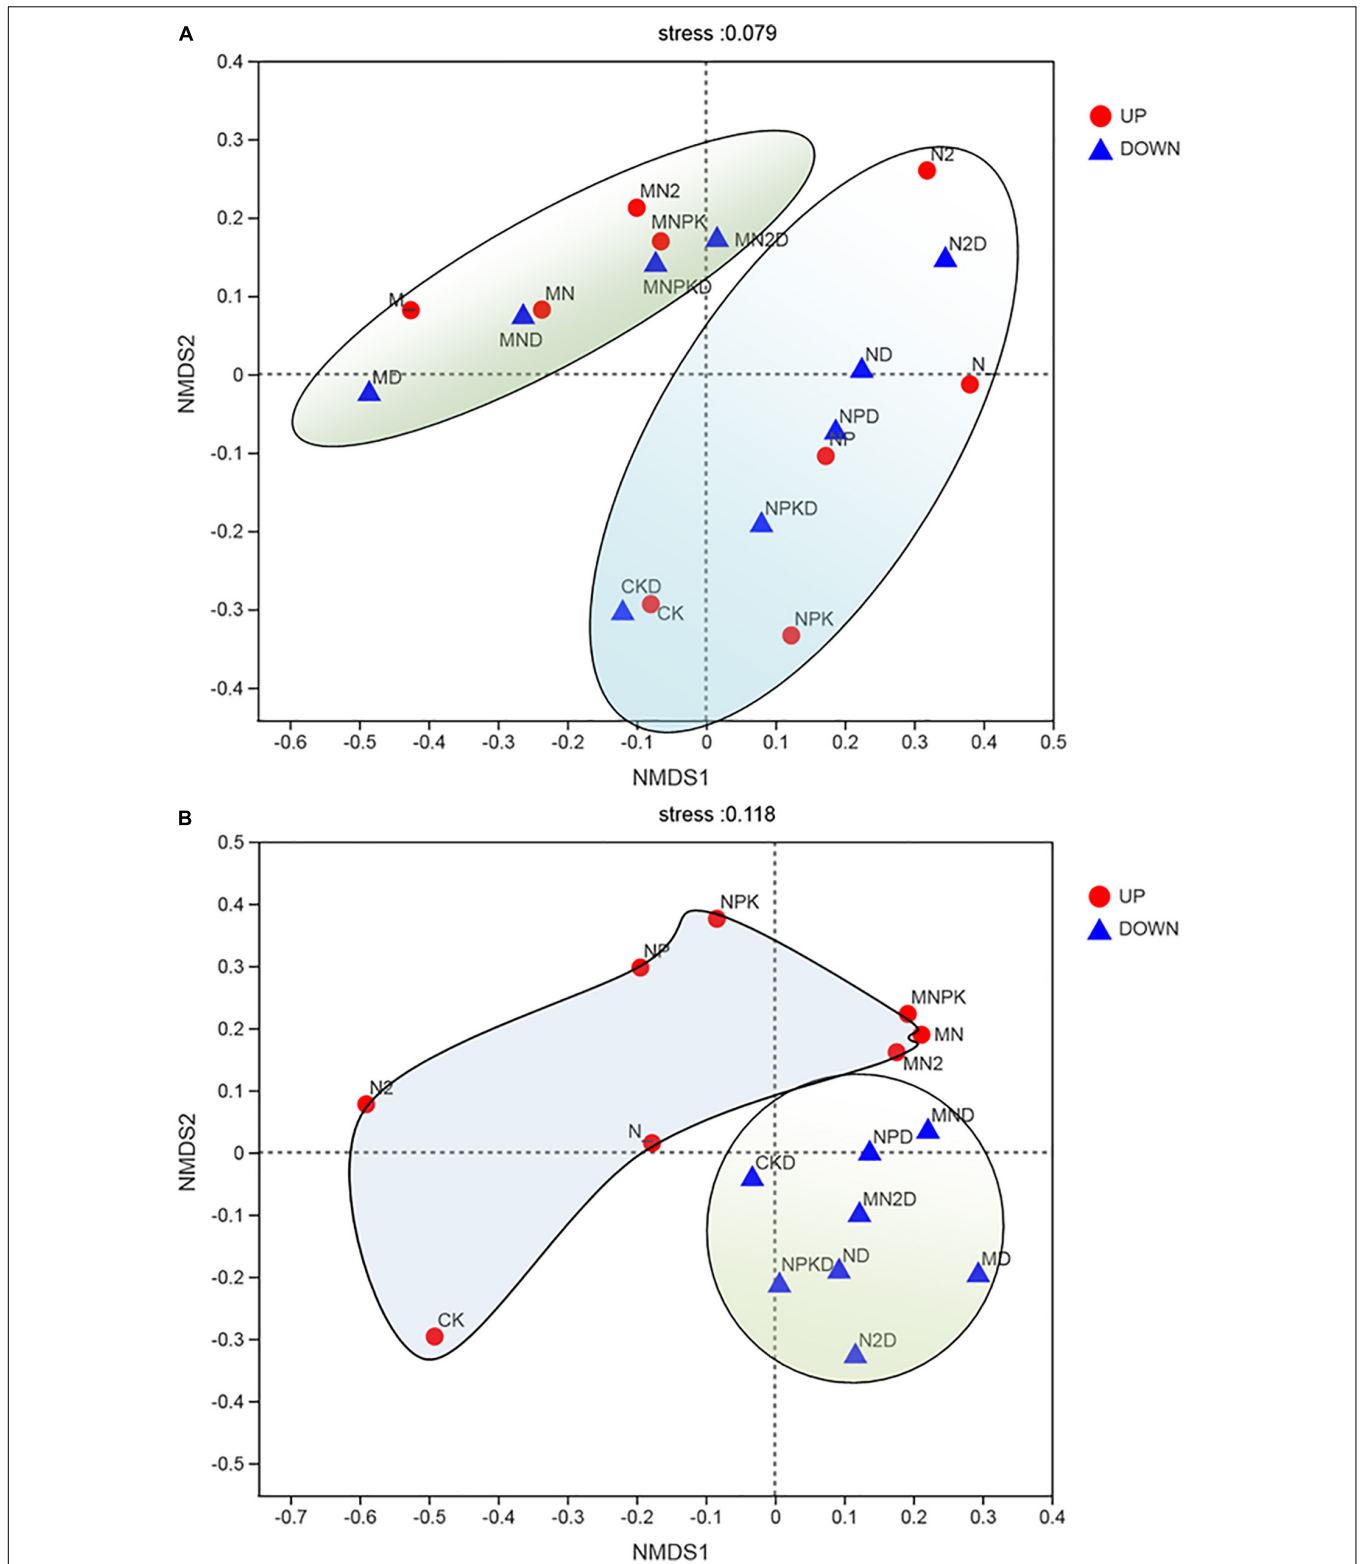 A
stress :0.079
0.4
0.3
0.2
0.1
0
-0.1
-0.2
-0.3
-0.4
NMDS2
N2
MN2
MNPK
MN2D
N2D
MNPKD
M
MN
MND
ND
N
MD
NPD
NP
NPKD
CKD
CK
NPK
UP
DOWN
-0.6 -0.5 -0.4 -0.3 -0.2 -0.1 0 0.1 0.2 0.3 0.4 0.5
NMDS1
B
stress :0.118
0.5
0.4
0.3
0.2
0.1
0
-0.1
-0.2
-0.3
-0.4
-0.5
NMDS2
NPK
NP
MNPK
MN
MN2
N2
MND
N
NPD
CKD
MN2D
ND
MD
NPKD
CK
N2D
UP
DOWN
-0.7 -0.6 -0.5 -0.4 -0.3 -0.2 -0.1 0 0.1 0.2 0.3 0.4
NMDS1